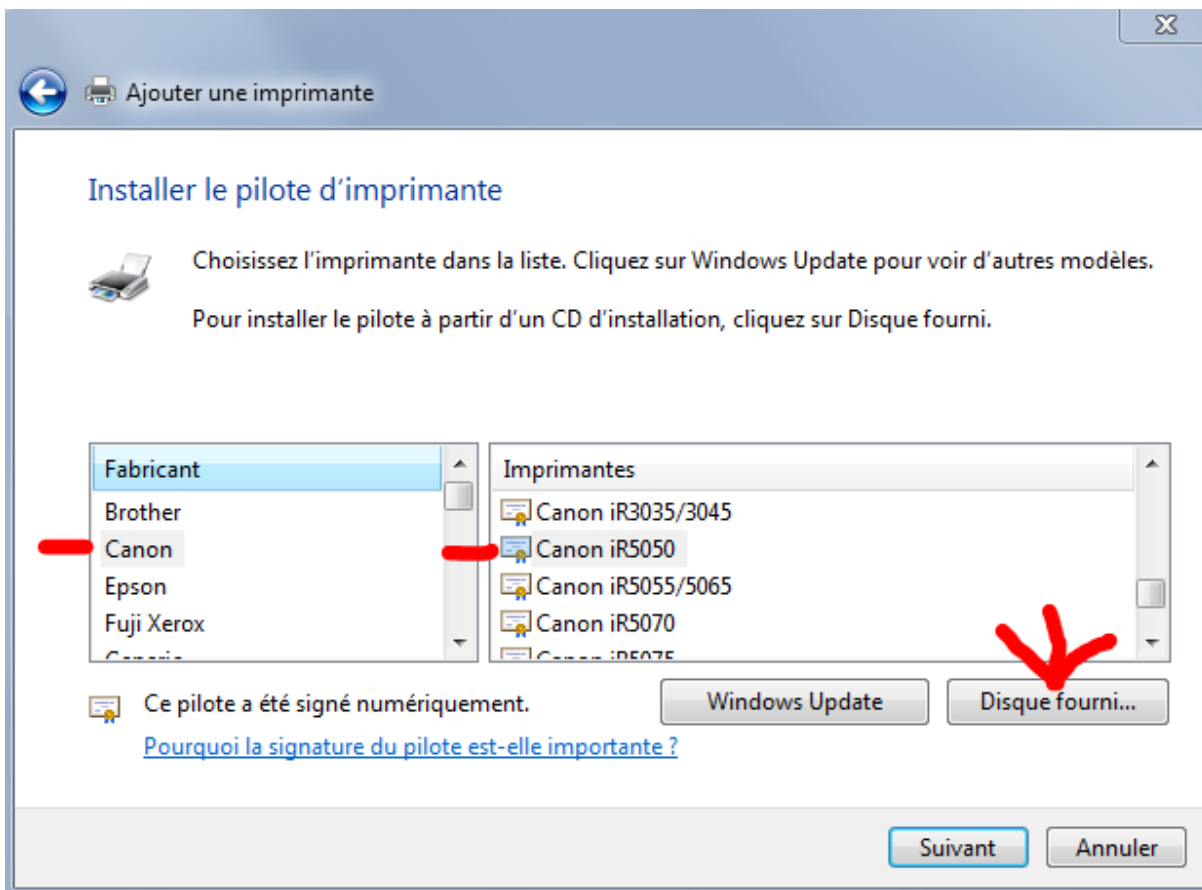 Ajouter une imprimante
Installer le pilote d'imprimante
Choisissez l'imprimante dans la liste. Cliquez sur Windows Update pour voir d'autres modèles.
Pour installer le pilote à partir d'un CD d'installation, cliquez sur Disque fourni.
Fabricant
Brother
Canon
Epson
Fuji Xerox
Imprimantes
Canon iR3035/3045
Canon iR5050
Canon iR5055/5065
Canon iR5070
Canon iR5075
Ce pilote a été signé numériquement.
Windows Update
Disque fourni...
Pourquoi la signature du pilote est-elle importante ?
Suivant
Annuler